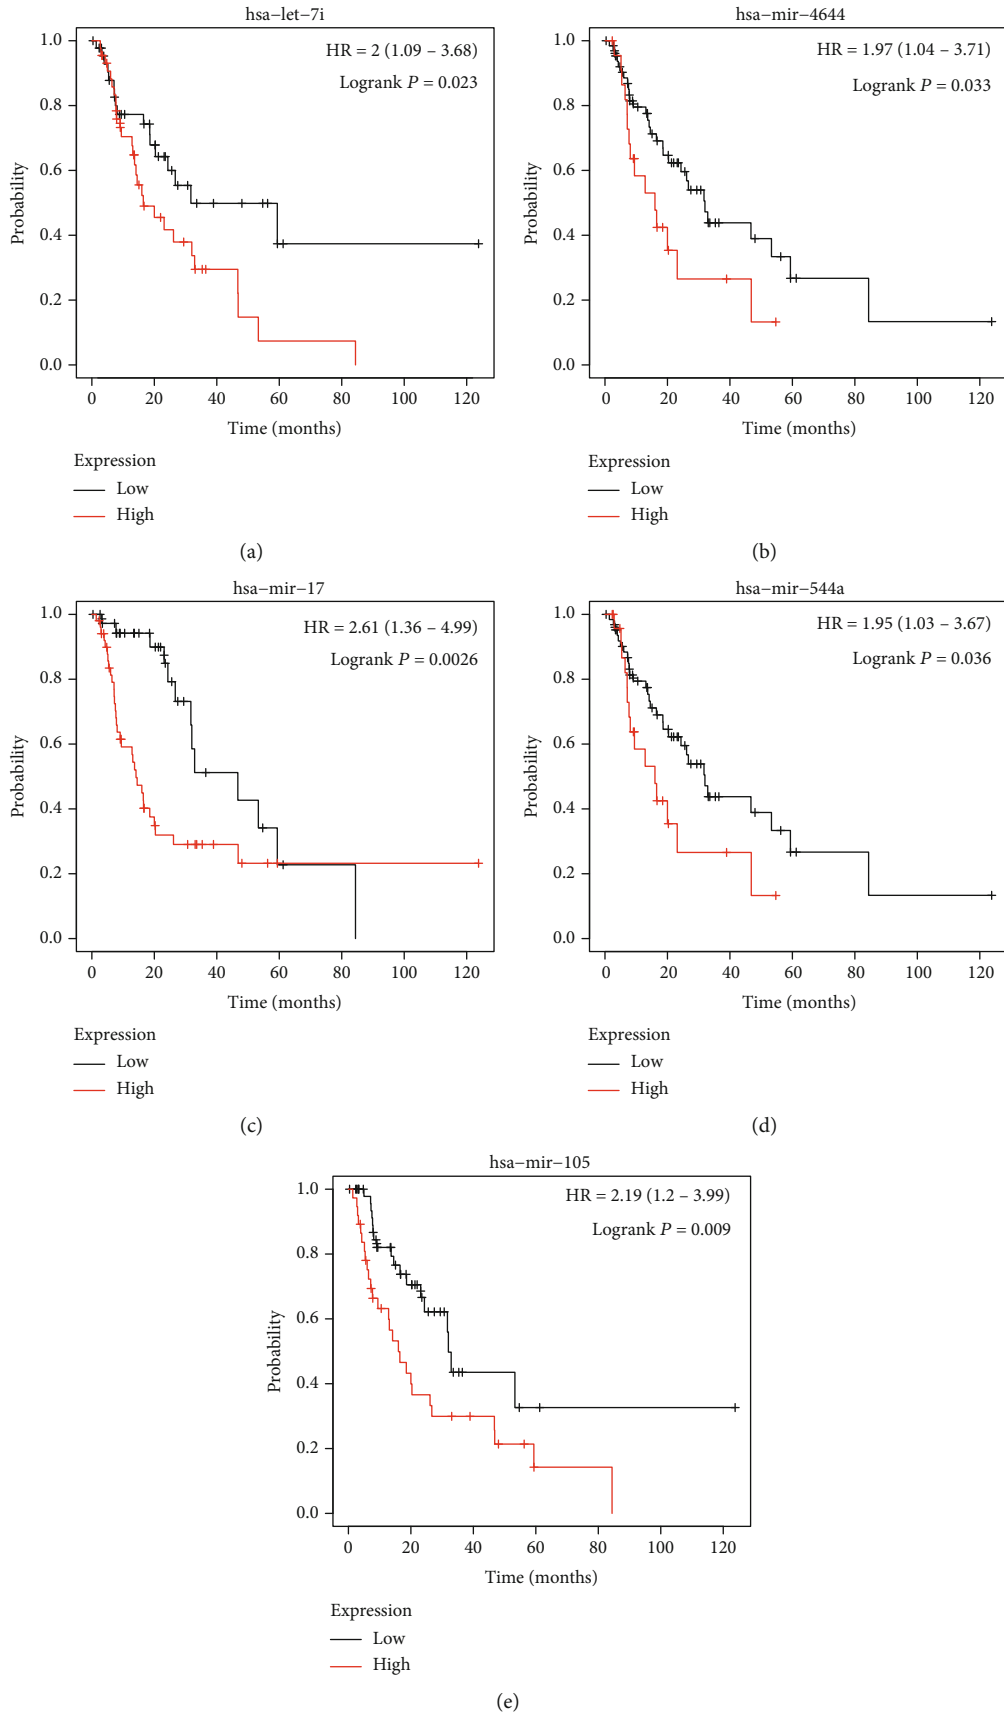 hsa−let−7i
HR = 2 (1.09 − 3.68)
Logrank P = 0.023
Probability
1.0
0.8
0.6
0.4
0.2
0.0
0 20 40 60 80 100 120
Time (months)
Expression
Low
High
(a)
hsa−mir−4644
HR = 1.97 (1.04 − 3.71)
Logrank P = 0.033
Probability
1.0
0.8
0.6
0.4
0.2
0.0
0 20 40 60 80 100 120
Time (months)
Expression
Low
High
(b)
hsa−mir−17
HR = 2.61 (1.36 − 4.99)
Logrank P = 0.0026
Probability
1.0
0.8
0.6
0.4
0.2
0.0
0 20 40 60 80 100 120
Time (months)
Expression
Low
High
(c)
hsa−mir−544a
HR = 1.95 (1.03 − 3.67)
Logrank P = 0.036
Probability
1.0
0.8
0.6
0.4
0.2
0.0
0 20 40 60 80 100 120
Time (months)
Expression
Low
High
(d)
hsa−mir−105
HR = 2.19 (1.2 − 3.99)
Logrank P = 0.009
Probability
1.0
0.8
0.6
0.4
0.2
0.0
0 20 40 60 80 100 120
Time (months)
Expression
Low
High
(e)